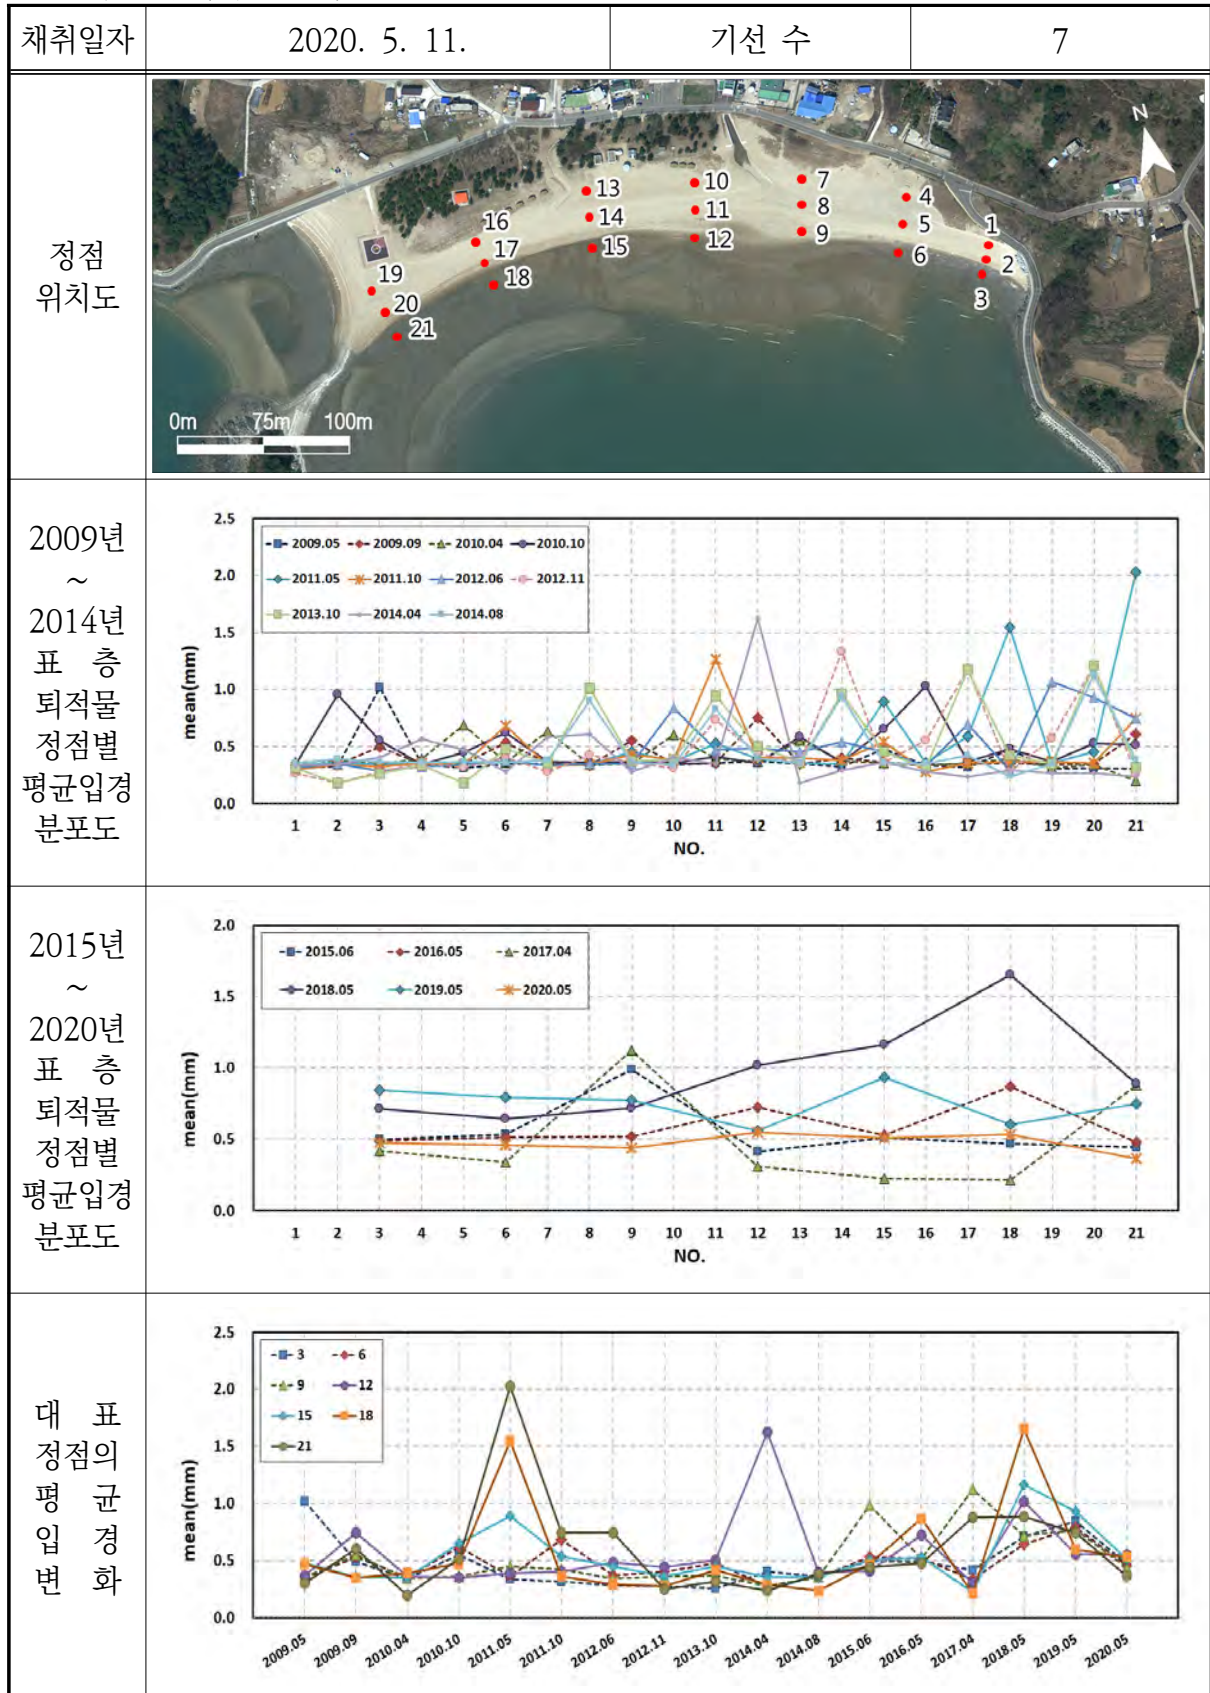 채취일자
2020. 5. 11.
기선 수
7
정점
위치도
N
1
2
3
4
5
6
7
8
9
10
11
12
13
14
15
16
17
18
19
20
21
0m 75m 100m
2009년
~
2014년
표 층
퇴적물
정점별
평균입경
분포도
mean(mm)
2.5
2.0
1.5
1.0
0.5
0.0
2009.05 2009.09 2010.04 2010.10
2011.05 2011.10 2012.06 2012.11
2013.10 2014.04 2014.08
1 2 3 4 5 6 7 8 9 10 11 12 13 14 15 16 17 18 19 20 21
NO.
2015년
~
2020년
표 층
퇴적물
정점별
평균입경
분포도
mean(mm)
2.0
1.5
1.0
0.5
0.0
2015.06 2016.05 2017.04
2018.05 2019.05 2020.05
1 2 3 4 5 6 7 8 9 10 11 12 13 14 15 16 17 18 19 20 21
NO.
대 표
정점의
평 균
입 경
변 화
mean(mm)
2.5
2.0
1.5
1.0
0.5
0.0
3 6
9 12
15 18
21
2009.05 2009.09 2010.04 2010.10 2011.05 2011.10 2012.06 2012.11 2013.10 2014.04 2014.08 2015.06 2016.05 2017.04 2018.05 2019.05 2020.05